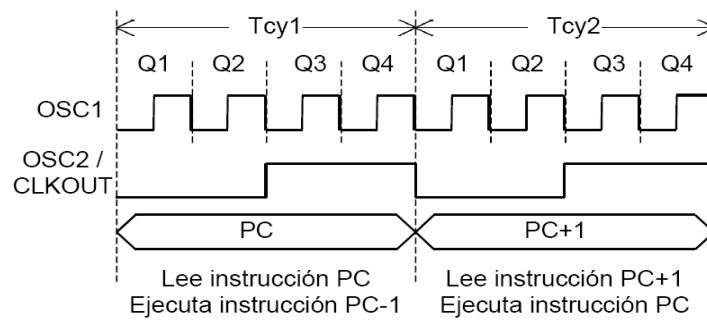 Tcy1 Tcy2
Q1 Q2 Q3 Q4 Q1 Q2 Q3 Q4
OSC1
OSC2 /
CLKOUT
PC PC+1
Lee instrucción PC Lee instrucción PC+1
Ejecuta instrucción PC-1 Ejecuta instrucción PC